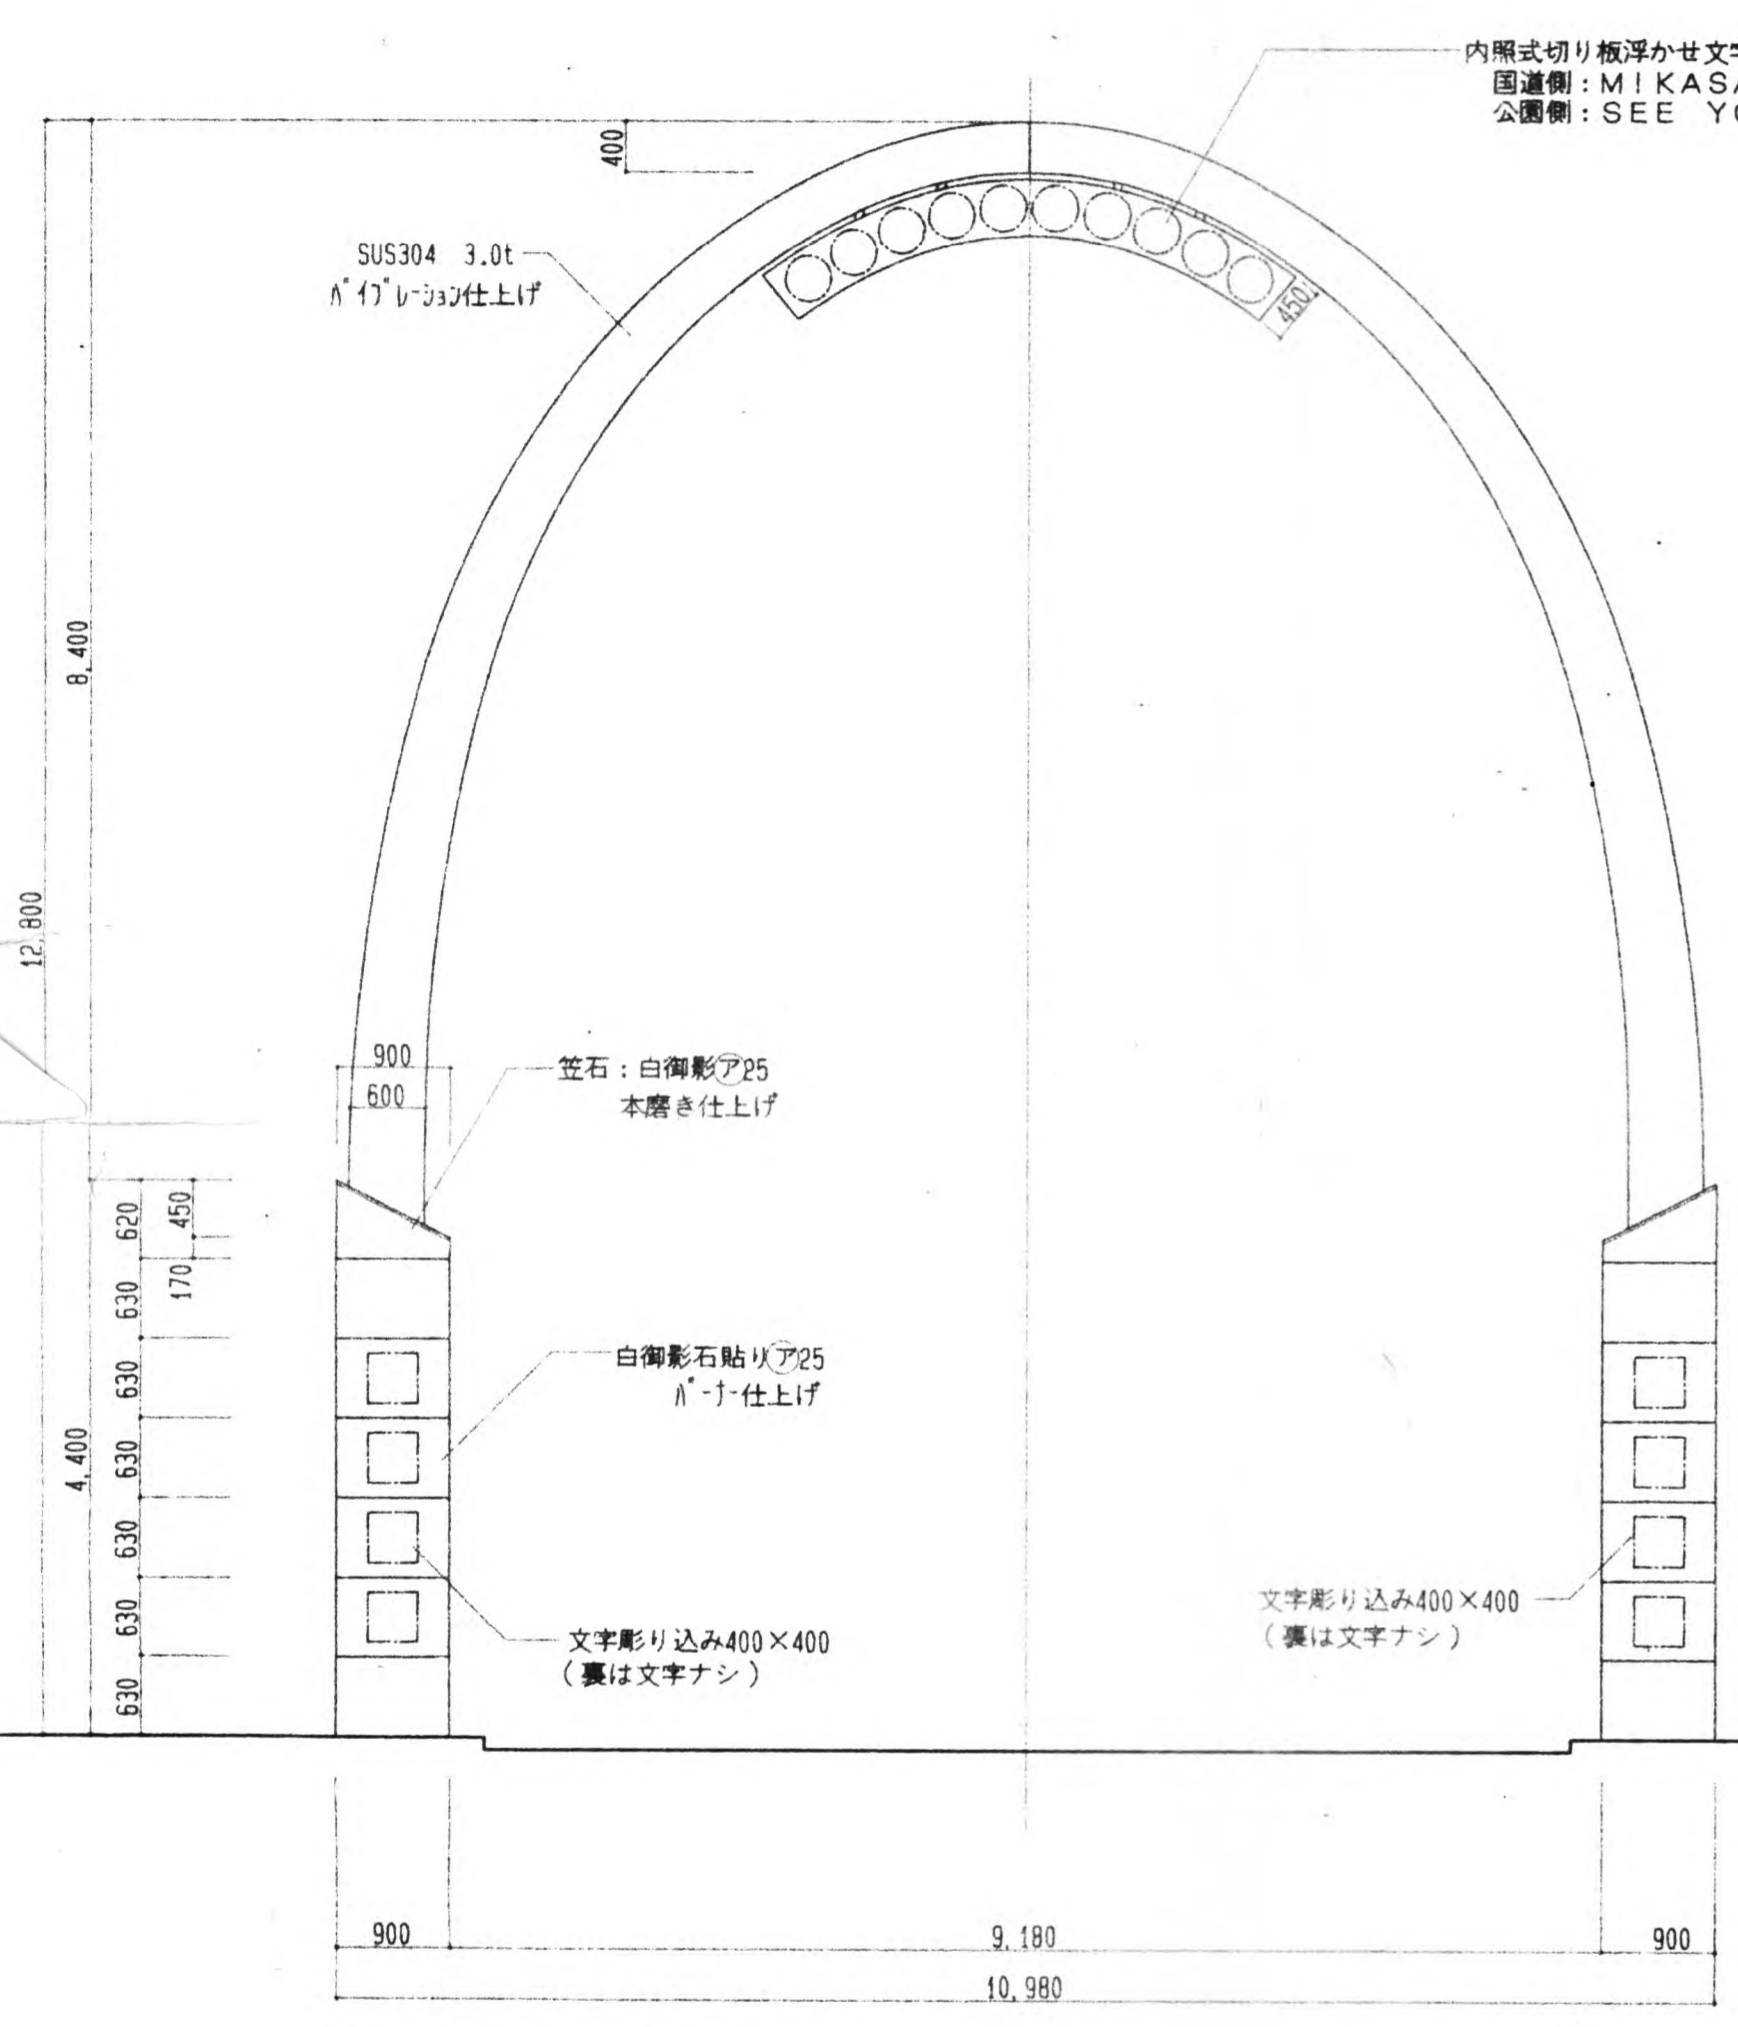 内照式切り板浮かせ文字
国道側：MIKASA
公園側：SEE YO
400
SUS304 3.0t
ﾊﾞｲﾌﾞﾚｰｼｮﾝ仕上げ
450
8,400
12,800
900
600
笠石：白御影㋐25
本磨き仕上げ
620
450
170
630
630
630
630
630
630
4,400
白御影石貼り㋐25
ﾊﾞｰﾅｰ仕上げ
文字彫り込み400×400
（裏は文字ナシ）
文字彫り込み400×400
（裏は文字ナシ）
900
9,180
900
10,980